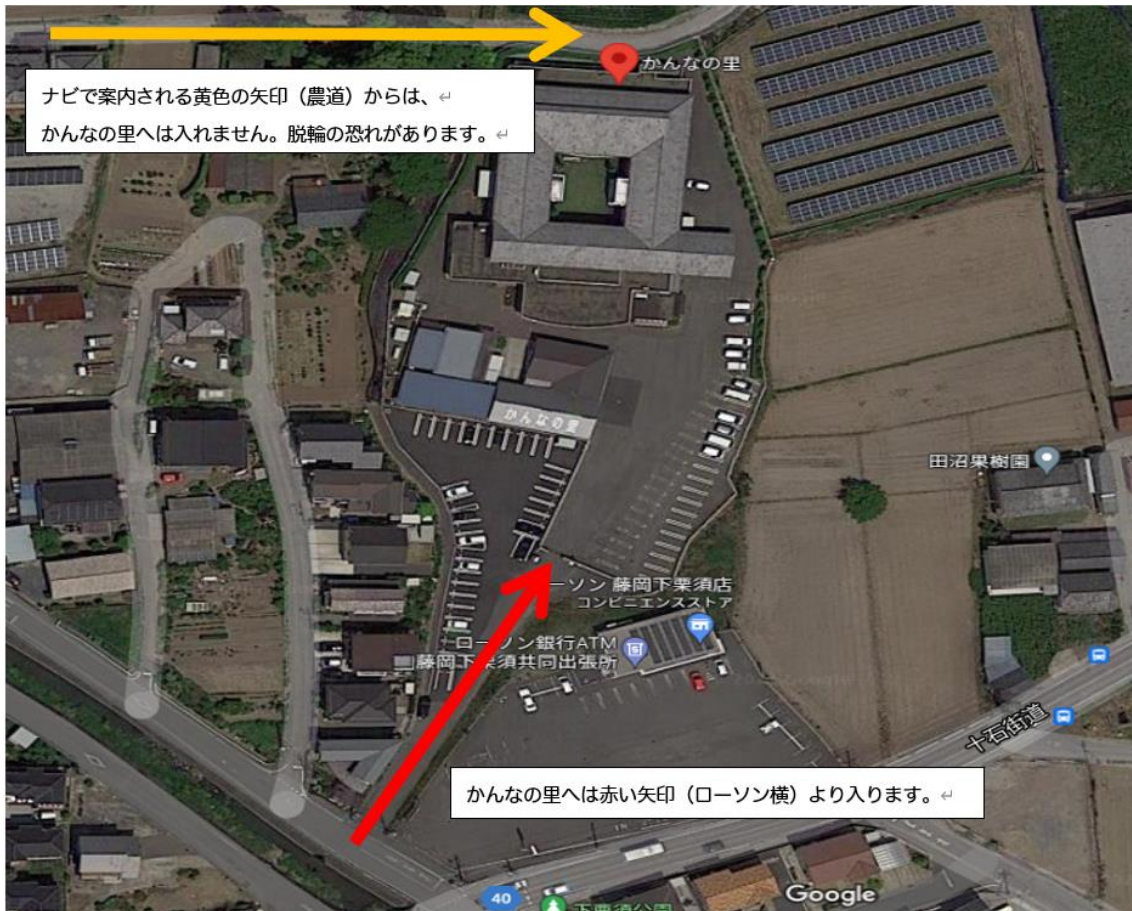 かんなの里
ナビで案内される黄色の矢印（農道）からは、↵
かんなの里へは入れません。脱輪の恐れがあります。↵
かんなの里
田沼果樹園
ーソン 藤岡下栗須店
コンビニエンスストア
ローソン銀行ATM
藤岡下栗須共同出張所
十石街道
かんなの里へは赤い矢印（ローソン横）より入ります。↵
40
下栗須公園
Google